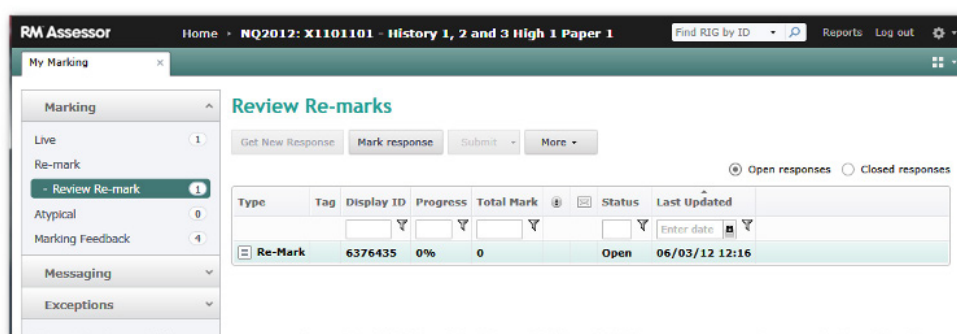 RM Assessor Home › NQ2012: X1101101 - History 1, 2 and 3 High 1 Paper 1 Find RIG by ID Reports Log out
My Marking ×
Marking
Live 1
Re-mark
- Review Re-mark 1
Atypical 0
Marking Feedback 4
Messaging
Exceptions
Review Re-marks
Get New Response Mark response Submit More
Open responses Closed responses
Type Tag Display ID Progress Total Mark Status Last Updated
Enter date
Re-Mark 6376435 0% 0 Open 06/03/12 12:16